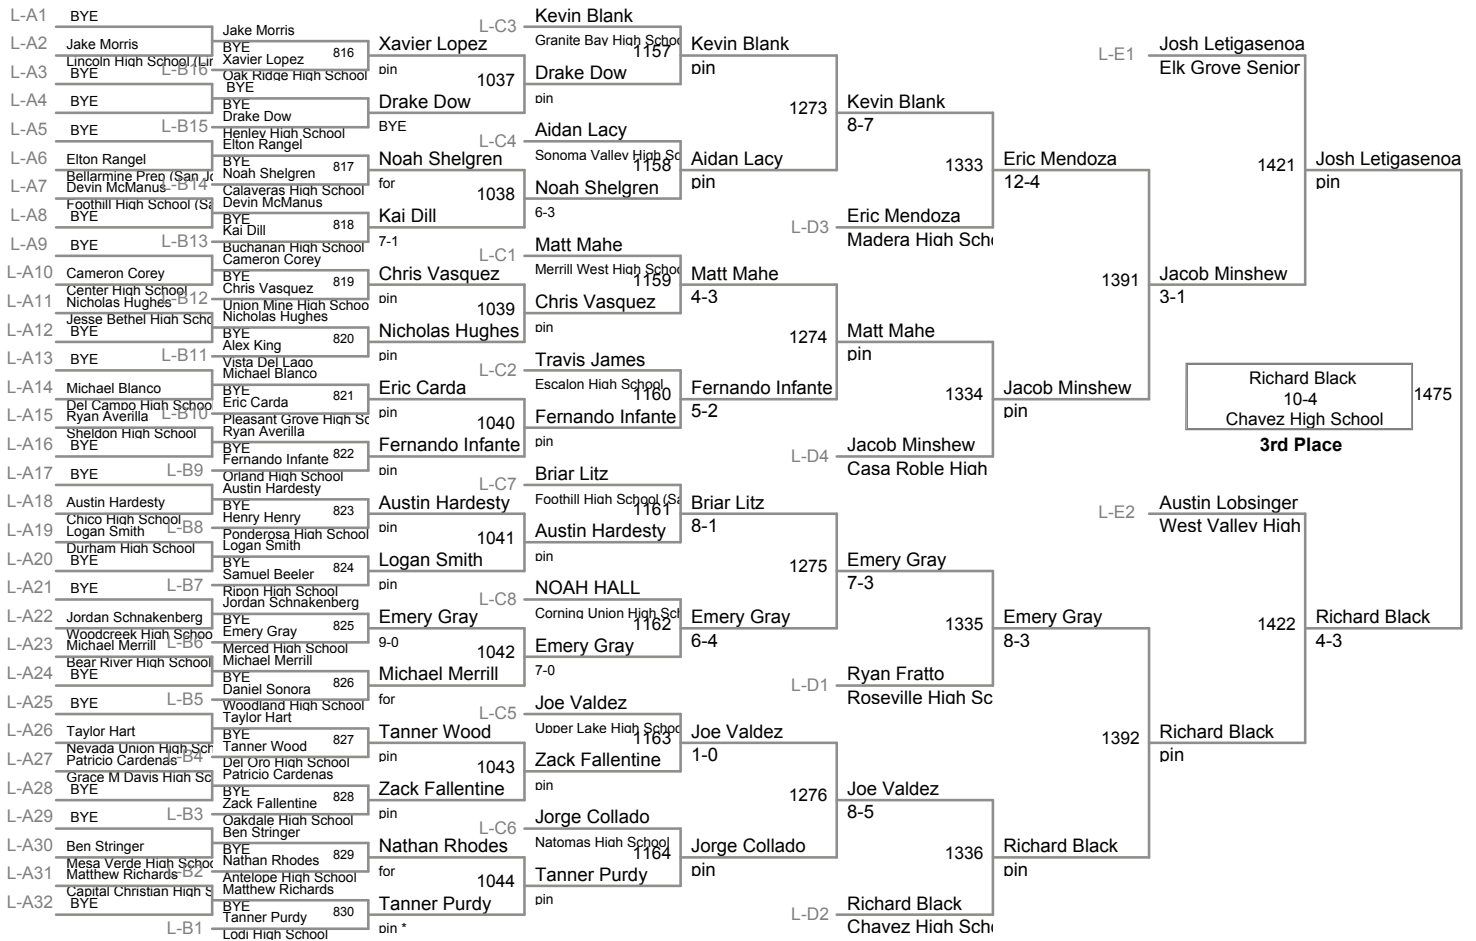 L-A1 BYE
L-A2 Jake Morris
Lincoln High School (Lin
L-A3 BYE
L-A4 BYE
L-A5 BYE
L-A6 Elton Rangel
Bellarmine Prep (San Jo
L-A7 Devin McManus
Foothill High School (Sa
L-A8 BYE
L-A9 BYE
L-A10 Cameron Corey
Center High School
L-A11 Nicholas Hughes
Jesse Bethel High Scho
L-A12 BYE
L-A13 BYE
L-A14 Michael Blanco
Del Campo High School
L-A15 Ryan Averilla
Sheldon High School
L-A16 BYE
L-A17 BYE
L-A18 Austin Hardesty
Chico High School
L-A19 Logan Smith
Durham High School
L-A20 BYE
L-A21 BYE
L-A22 Jordan Schnakenberg
Woodcreek High School
L-A23 Michael Merrill
Bear River High School
L-A24 BYE
L-A25 BYE
L-A26 Taylor Hart
Nevada Union High Sch
L-A27 Patricio Cardenas
Grace M Davis High Sc
L-A28 BYE
L-A29 BYE
L-A30 Ben Stringer
Mesa Verde High Schoo
L-A31 Matthew Richards
Capital Christian High S
L-A32 BYE
Jake Morris
BYE
816
L-B16 Xavier Lopez
Oak Ridge High School
BYE
BYE
L-B15 Drake Dow
Henley High School
Elton Rangel
BYE
817
L-B14 Noah Shelgren
Calaveras High School
Devin McManus
BYE
818
L-B13 Kai Dill
Buchanan High School
Cameron Corey
BYE
819
L-B12 Chris Vasquez
Union Mine High Schoo
Nicholas Hughes
BYE
820
L-B11 Alex King
Vista Del Lago
Michael Blanco
BYE
821
L-B10 Eric Carda
Pleasant Grove High Sc
Ryan Averilla
BYE
822
L-B9 Fernando Infante
Orland High School
Austin Hardesty
BYE
823
L-B8 Henry Henry
Ponderosa High School
Logan Smith
BYE
824
L-B7 Samuel Beeler
Ripon High School
Jordan Schnakenberg
BYE
825
L-B6 Emery Gray
Merced High School
Michael Merrill
BYE
826
L-B5 Daniel Sonora
Woodland High School
Taylor Hart
BYE
827
L-B4 Tanner Wood
Del Oro High School
Patricio Cardenas
BYE
828
L-B3 Zack Fallentine
Oakdale High School
Ben Stringer
BYE
829
L-B2 Nathan Rhodes
Antelope High School
Matthew Richards
BYE
830
L-B1 Tanner Purdy
Lodi High School
Xavier Lopez
pin
1037
Drake Dow
BYE
Noah Shelgren
for
1038
Kai Dill
7-1
Chris Vasquez
pin
1039
Nicholas Hughes
pin
Eric Carda
pin
1040
Fernando Infante
pin
Austin Hardesty
pin
1041
Logan Smith
pin
Emery Gray
9-0
1042
Michael Merrill
for
Tanner Wood
pin
1043
Zack Fallentine
pin
Nathan Rhodes
for
1044
Tanner Purdy
pin *
L-C3 Kevin Blank
Granite Bay High Schoo
1157
Drake Dow
pin
L-C4 Aidan Lacy
Sonoma Valley High Sc
1158
Noah Shelgren
6-3
L-C1 Matt Mahe
Merrill West High Schoo
1159
Chris Vasquez
pin
L-C2 Travis James
Escalon High School
1160
Fernando Infante
pin
L-C7 Briar Litz
Foothill High School (Sa
1161
Austin Hardesty
pin
L-C8 NOAH HALL
Corning Union High Sch
1162
Emery Gray
7-0
L-C5 Joe Valdez
Upper Lake High Schoo
1163
Zack Fallentine
pin
L-C6 Jorge Collado
Natomas High School
1164
Tanner Purdy
pin
Kevin Blank
pin
1273
Aidan Lacy
pin
Matt Mahe
4-3
1274
Fernando Infante
5-2
Briar Litz
8-1
1275
Emery Gray
6-4
Joe Valdez
1-0
1276
Jorge Collado
pin
Kevin Blank
8-7
1333
L-D3 Eric Mendoza
Madera High Scho
Matt Mahe
pin
1334
L-D4 Jacob Minshew
Casa Roble High
Emery Gray
7-3
1335
L-D1 Ryan Fratto
Roseville High Sc
Joe Valdez
8-5
1336
L-D2 Richard Black
Chavez High Scho
Eric Mendoza
12-4
1391
Jacob Minshew
pin
Emery Gray
8-3
1392
Richard Black
pin
L-E1 Josh Letigasenoa
Elk Grove Senior
1421
Jacob Minshew
3-1
L-E2 Austin Lobsinger
West Valley High
1422
Richard Black
pin
Josh Letigasenoa
pin
1475
Richard Black
4-3
Richard Black
10-4
Chavez High School
3rd Place